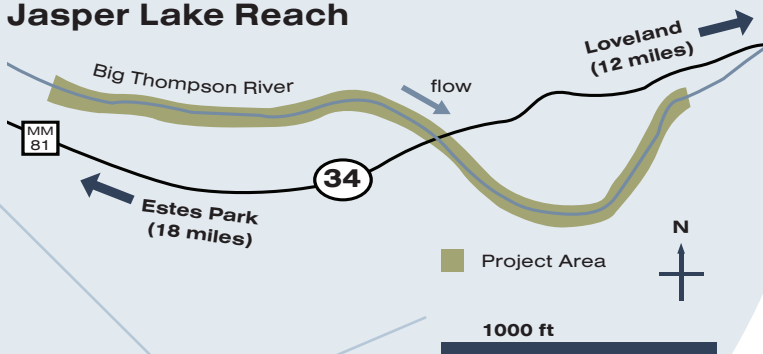 Jasper Lake Reach
Loveland
(12 miles)
Big Thompson River
flow
MM
81
34
Estes Park
(18 miles)
N
Project Area
1000 ft